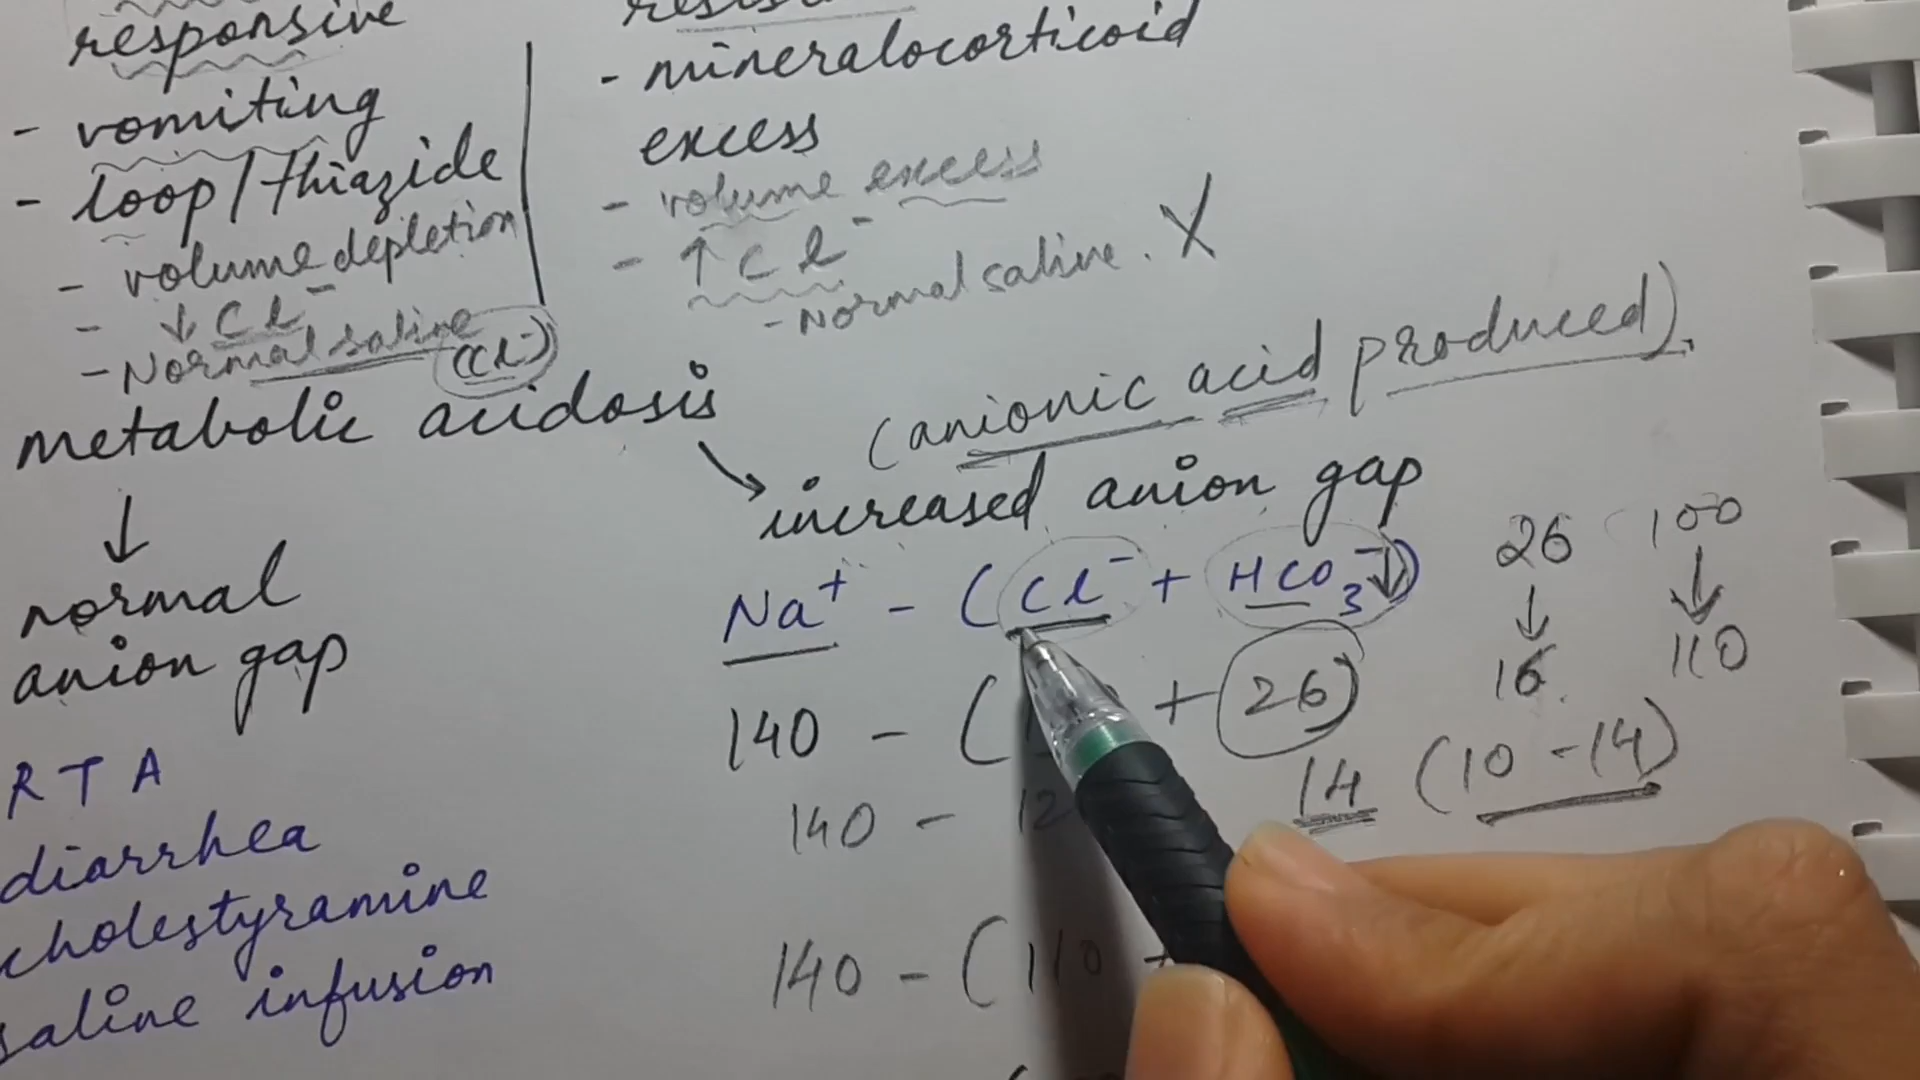 responsive
- vomiting
- loop/thiazide
- volume depletion
- ↓ Cl⁻
- Normal saline
(Cl⁻)
- mineralocorticoid
excess
- volume excess
- ↑ Cl⁻
- Normal saline. X
metabolic acidosis
↓
normal
anion gap
RTA
diarrhea
cholestyramine
saline infusion
(anionic acid produced).
increased anion gap
Na⁺ - (Cl⁻ + HCO₃⁻↓)
140 - ( + 26)
140 - 12
14 (10-14)
140 - (110 +
26 100
↓ ↓
16 110